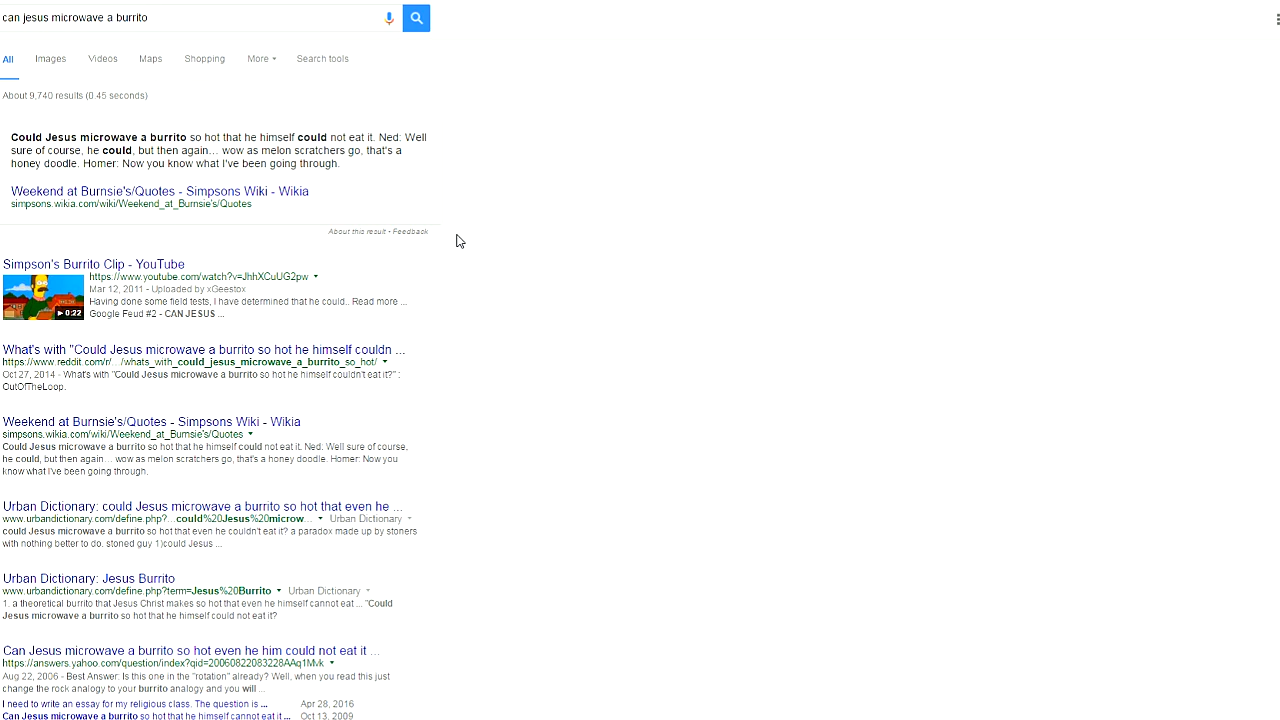 can jesus microwave a burrito
All Images Videos Maps Shopping More Search tools
About 9,740 results (0.45 seconds)
Could Jesus microwave a burrito so hot that he himself could not eat it. Ned: Well
sure of course, he could, but then again... wow as melon scratchers go, that's a
honey doodle. Homer: Now you know what I've been going through.
Weekend at Burnsie's/Quotes - Simpsons Wiki - Wikia
simpsons.wikia.com/wiki/Weekend_at_Burnsie's/Quotes
About this result • Feedback
Simpson's Burrito Clip - YouTube
https://www.youtube.com/watch?v=JhhXCuUG2pw
Mar 12, 2011 - Uploaded by xGeestox
Having done some field tests, I have determined that he could.. Read more ...
0:22
Google Feud #2 - CAN JESUS ...
What's with "Could Jesus microwave a burrito so hot he himself couldn ...
https://www.reddit.com/r/.../whats_with_could_jesus_microwave_a_burrito_so_hot/
Oct 27, 2014 - What's with "Could Jesus microwave a burrito so hot he himself couldn't eat it?" :
OutOfTheLoop.
Weekend at Burnsie's/Quotes - Simpsons Wiki - Wikia
simpsons.wikia.com/wiki/Weekend_at_Burnsie's/Quotes
Could Jesus microwave a burrito so hot that he himself could not eat it. Ned: Well sure of course,
he could, but then again... wow as melon scratchers go, that's a honey doodle. Homer: Now you
know what I've been going through.
Urban Dictionary: could Jesus microwave a burrito so hot that even he ...
www.urbandictionary.com/define.php?...could%20Jesus%20microw... Urban Dictionary
could Jesus microwave a burrito so hot that even he couldn't eat it? a paradox made up by stoners
with nothing better to do. stoned guy 1)could Jesus ...
Urban Dictionary: Jesus Burrito
www.urbandictionary.com/define.php?term=Jesus%20Burrito Urban Dictionary
1. a theoretical burrito that Jesus Christ makes so hot that even he himself cannot eat ... "Could
Jesus microwave a burrito so hot that he himself could not eat it?
Can Jesus microwave a burrito so hot even he him could not eat it ...
https://answers.yahoo.com/question/index?qid=20060822083228AAq1Mvk
Aug 22, 2006 - Best Answer: Is this one in the "rotation" already? Well, when you read this just
change the rock analogy to your burrito analogy and you will ...
I need to write an essay for my religious class. The question is ... Apr 28, 2016
Can Jesus microwave a burrito so hot that he himself cannot eat it ... Oct 13, 2009